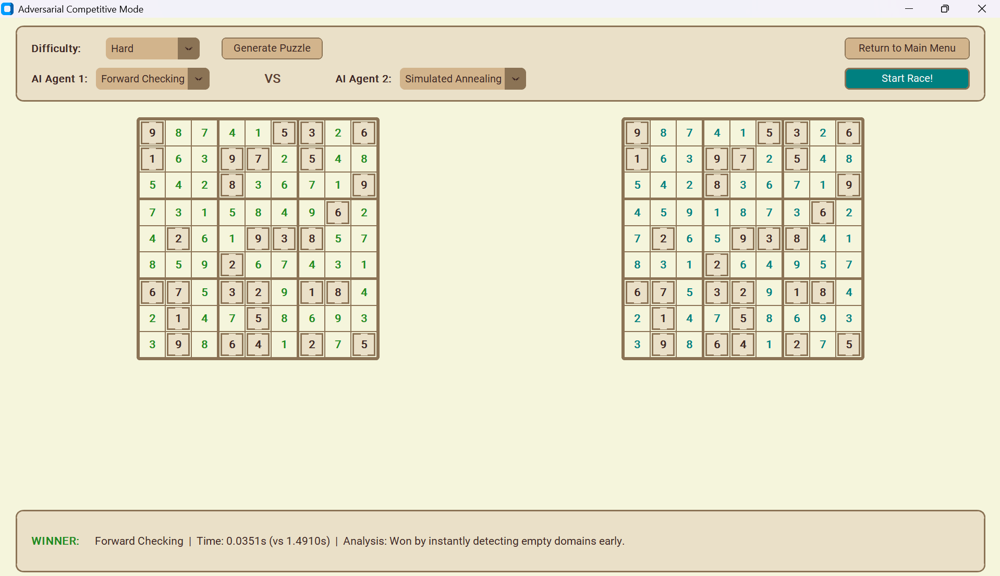 Adversarial Competitive Mode
Difficulty: Hard Generate Puzzle Return to Main Menu
AI Agent 1: Forward Checking VS AI Agent 2: Simulated Annealing Start Race!
9 8 7 4 1 5 3 2 6 9 8 7 4 1 5 3 2 6
1 6 3 9 7 2 5 4 8 1 6 3 9 7 2 5 4 8
5 4 2 8 3 6 7 1 9 5 4 2 8 3 6 7 1 9
7 3 1 5 8 4 9 6 2 4 5 9 1 8 7 3 6 2
4 2 6 1 9 3 8 5 7 7 2 6 5 9 3 8 4 1
8 5 9 2 6 7 4 3 1 8 3 1 2 6 4 9 5 7
6 7 5 3 2 9 1 8 4 6 7 5 3 2 9 1 8 4
2 1 4 7 5 8 6 9 3 2 1 4 7 5 8 6 9 3
3 9 8 6 4 1 2 7 5 3 9 8 6 4 1 2 7 5
WINNER: Forward Checking | Time: 0.0351s (vs 1.4910s) | Analysis: Won by instantly detecting empty domains early.